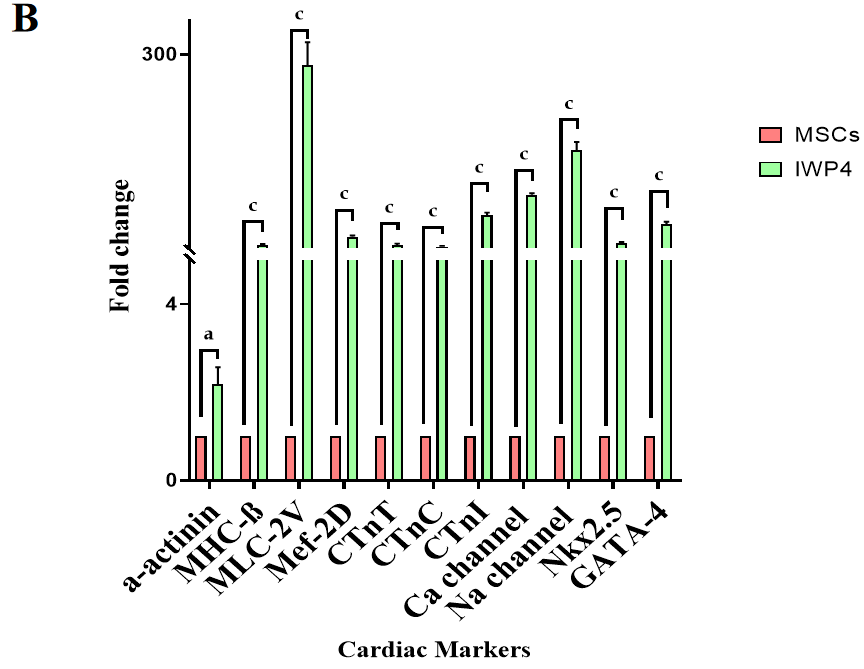 B
300
4
0
Fold change
a
c
c
c
c
c
c
c
c
c
c
MSCs
IWP4
a-actinin
MHC-ß
MLC-2V
Mef-2D
CTnT
CTnC
CTnI
Ca channel
Na channel
Nkx2.5
GATA-4
Cardiac Markers